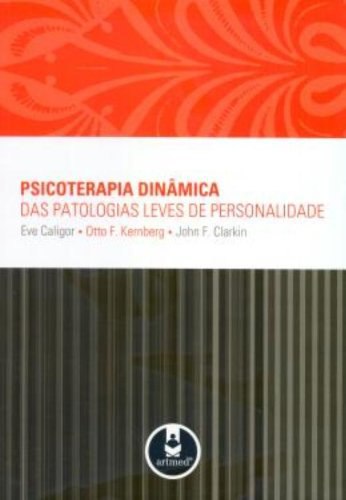 PSICOTERAPIA DINÂMICA
DAS PATOLOGIAS LEVES DE PERSONALIDADE
Eve Caligor • Otto F. Kernberg • John F. Clarkin
artmed